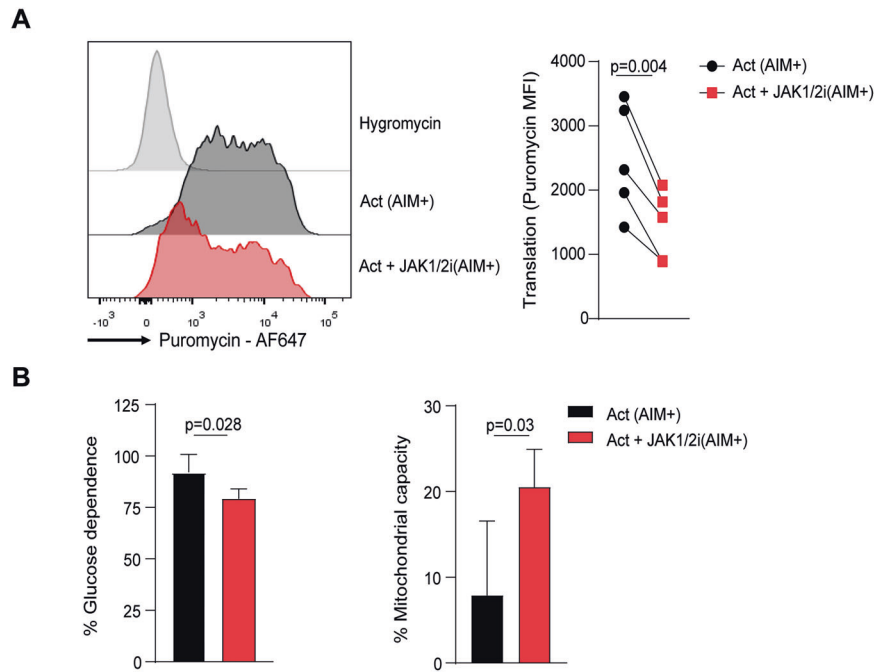 A
Hygromycin
Act (AIM+)
Act + JAK1/2i(AIM+)
-10³ 0 10³ 10⁴ 10⁵
Puromycin - AF647
Translation (Puromycin MFI)
4000
3000
2000
1000
0
p=0.004
Act (AIM+)
Act + JAK1/2i(AIM+)
B
% Glucose dependence
125
100
75
50
25
0
p=0.028
% Mitochondrial capacity
30
20
10
0
p=0.03
Act (AIM+)
Act + JAK1/2i(AIM+)